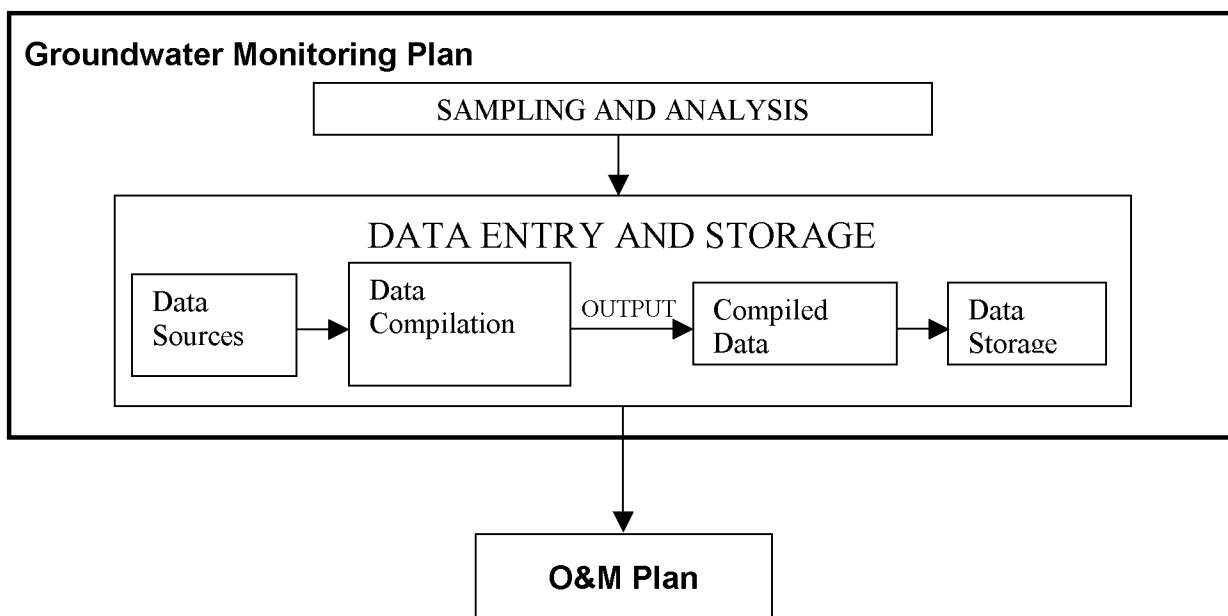 Groundwater Monitoring Plan
SAMPLING AND ANALYSIS
DATA ENTRY AND STORAGE
Data
Sources
Data
Compilation
OUTPUT
Compiled
Data
Data
Storage
O&M Plan